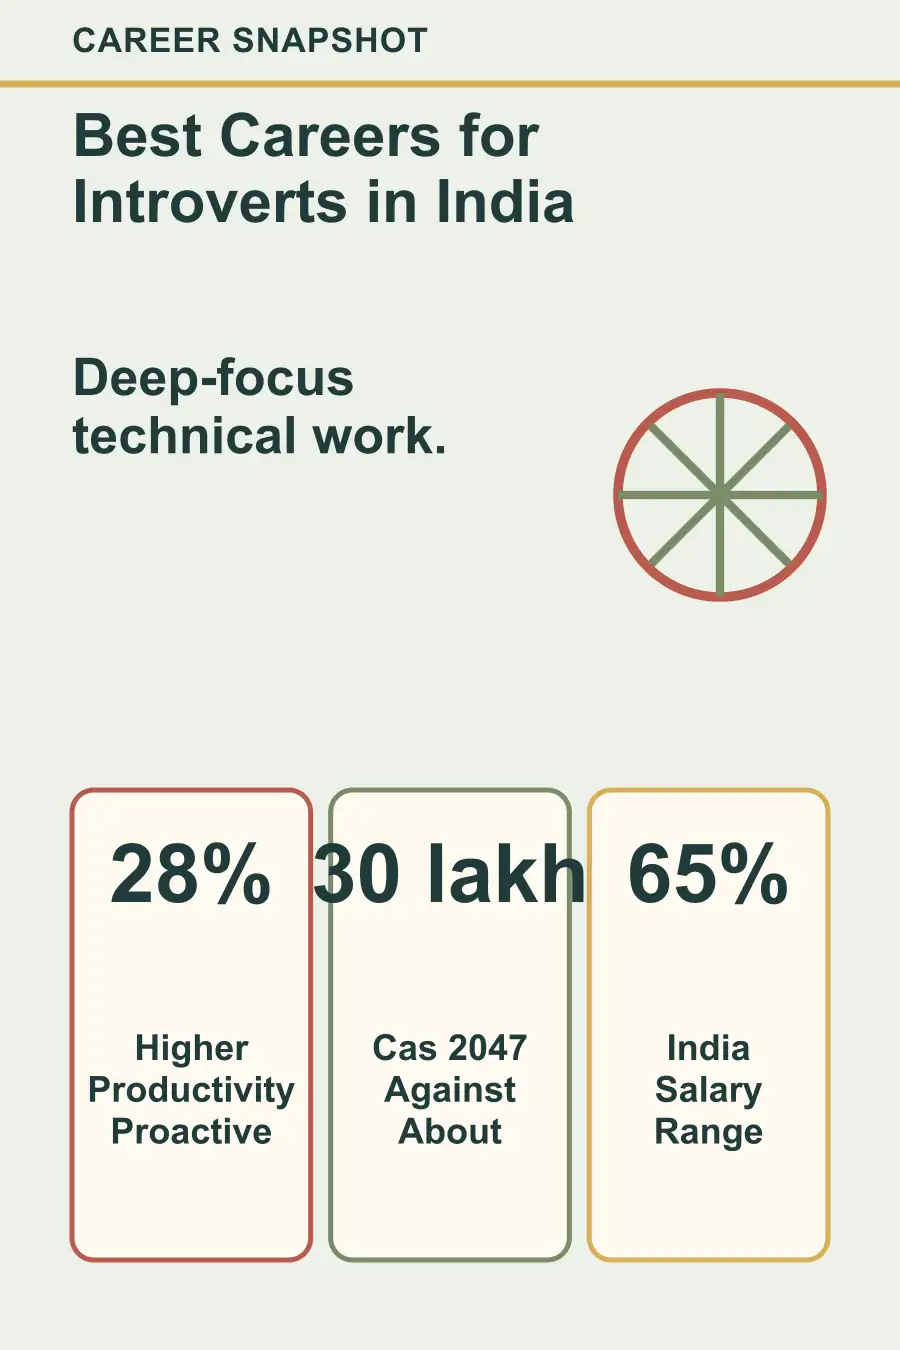 CAREER SNAPSHOT
Best Careers for
Introverts in India
Deep-focus
technical work.
28%
Higher
Productivity
Proactive
30 lakh
Cas 2047
Against
About
65%
India
Salary
Range